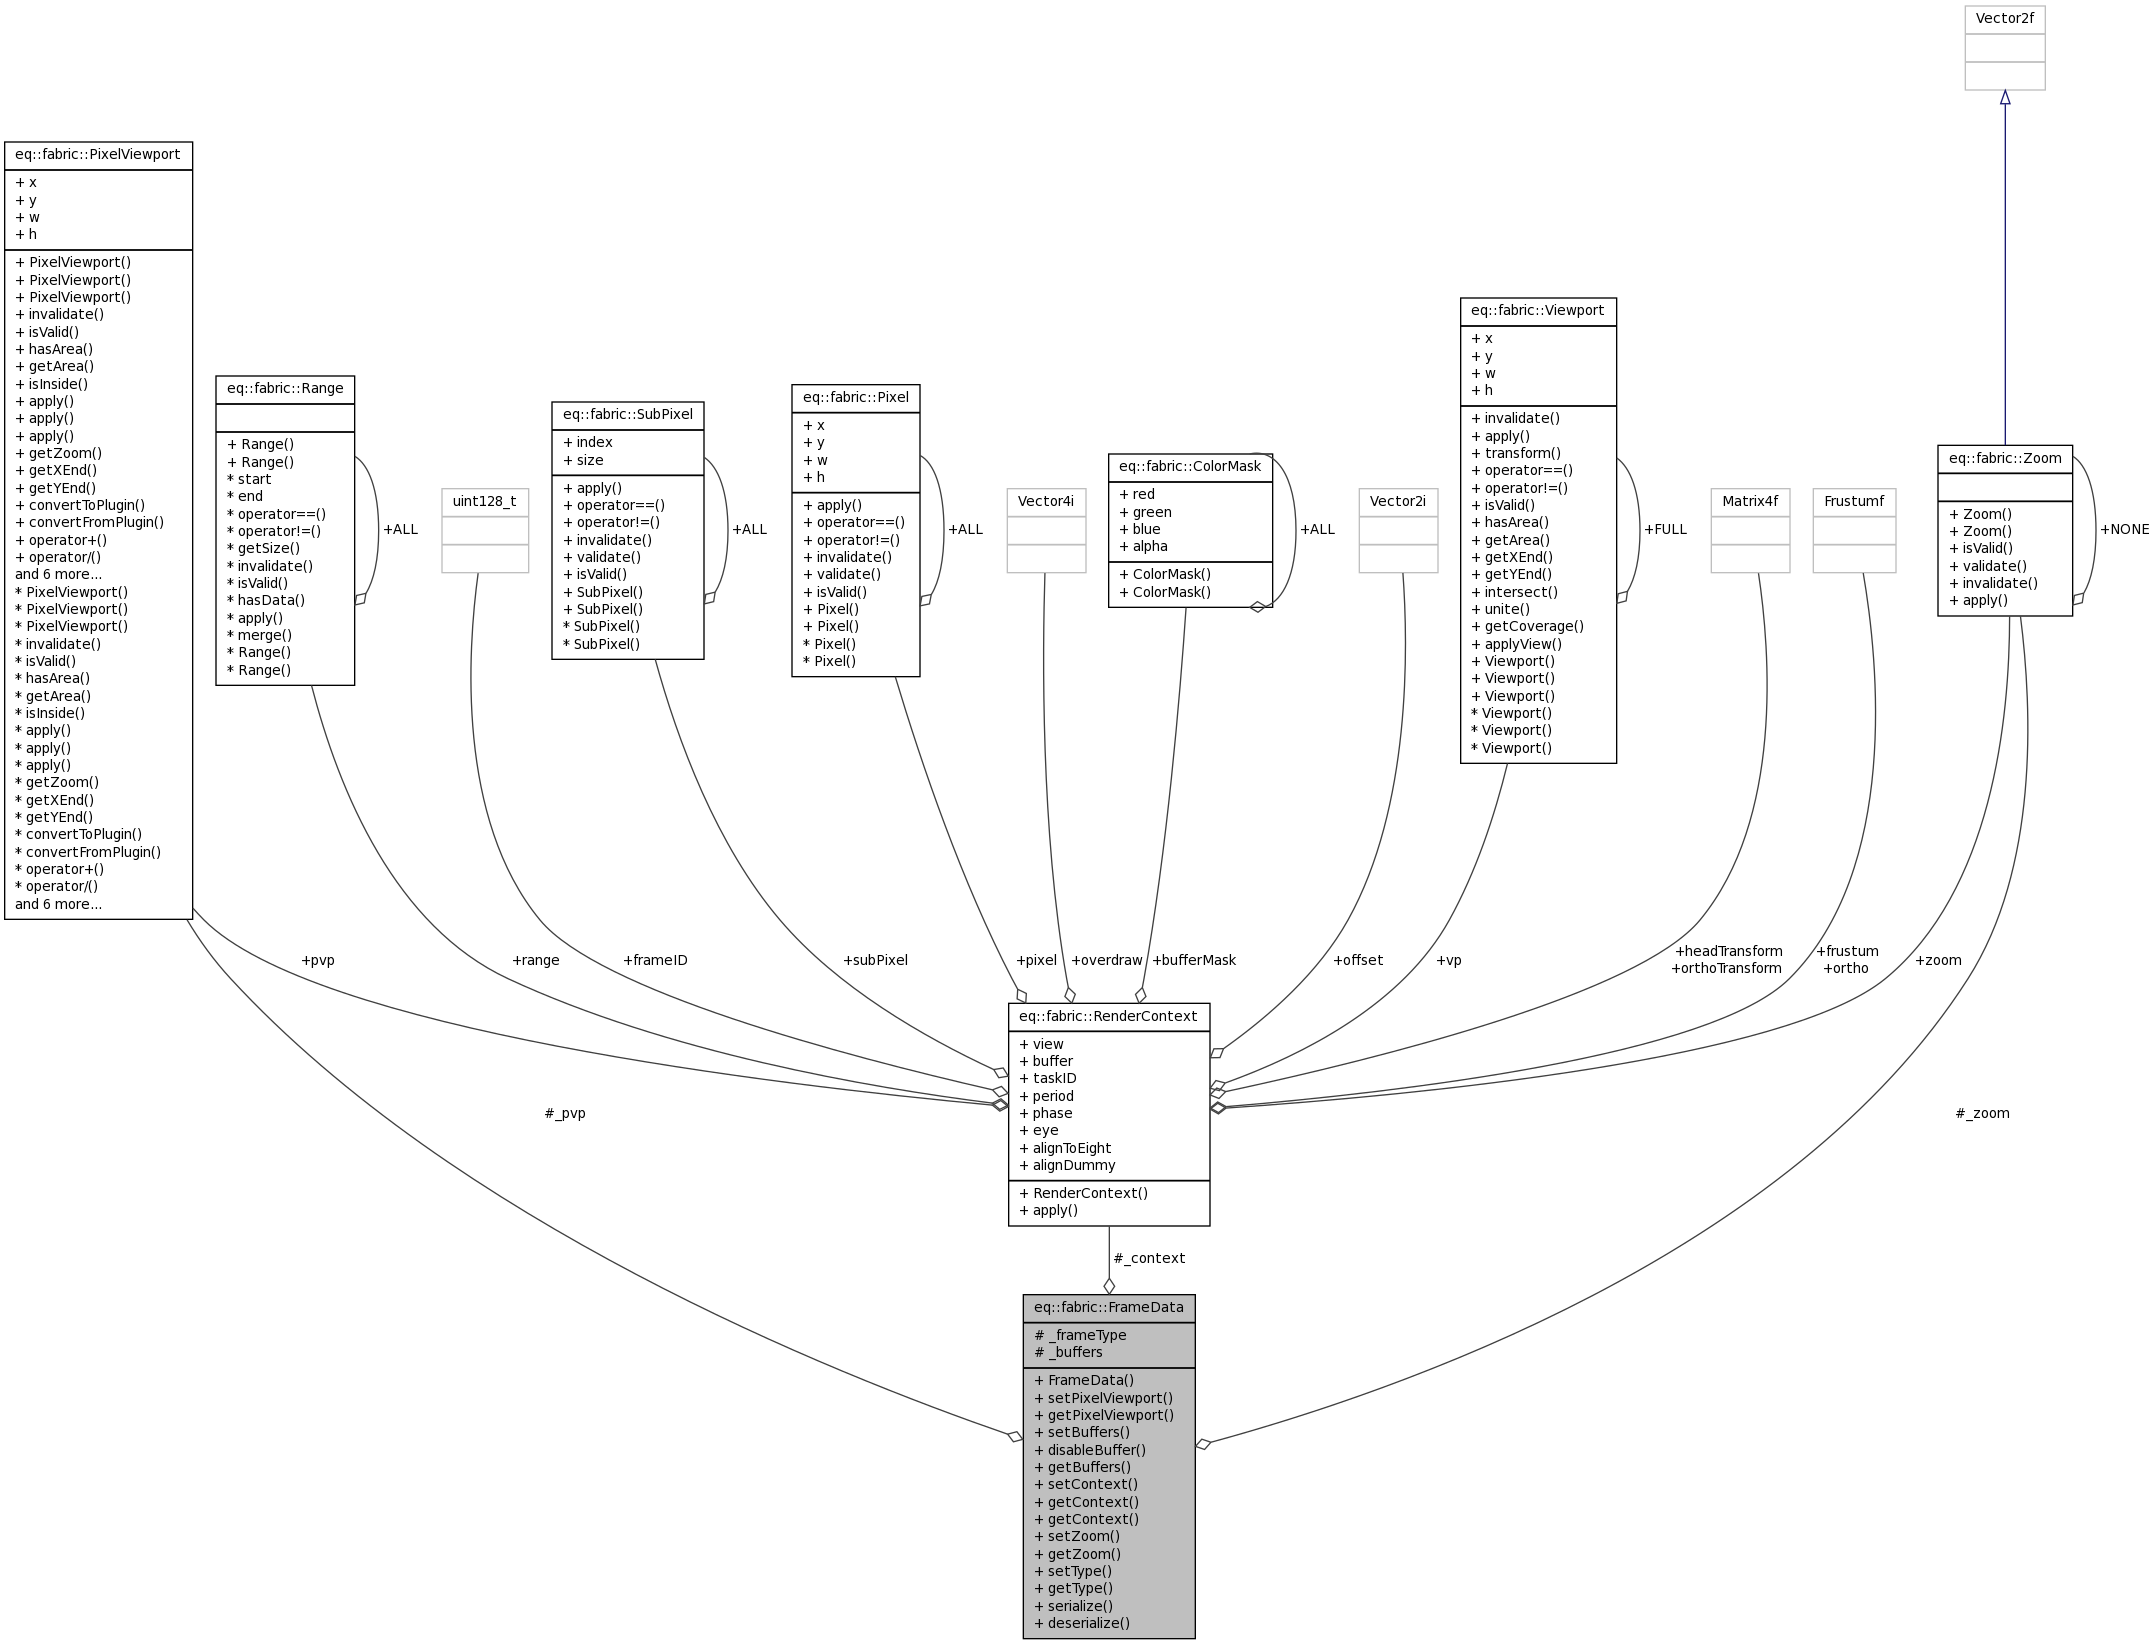 Vector2f
eq::fabric::PixelViewport
+ x
+ y
+ w
+ h
+ PixelViewport()
+ PixelViewport()
+ PixelViewport()
+ invalidate()
+ isValid()
+ hasArea()
+ getArea()
+ isInside()
+ apply()
+ apply()
+ apply()
+ getZoom()
+ getXEnd()
+ getYEnd()
+ convertToPlugin()
+ convertFromPlugin()
+ operator+()
+ operator/()
and 6 more...
* PixelViewport()
* PixelViewport()
* PixelViewport()
* invalidate()
* isValid()
* hasArea()
* getArea()
* isInside()
* apply()
* apply()
* apply()
* getZoom()
* getXEnd()
* getYEnd()
* convertToPlugin()
* convertFromPlugin()
* operator+()
* operator/()
and 6 more...
eq::fabric::Range
+ Range()
+ Range()
* start
* end
* operator==()
* operator!=()
* getSize()
* invalidate()
* isValid()
* hasData()
* apply()
* merge()
* Range()
* Range()
+ALL
uint128_t
eq::fabric::SubPixel
+ index
+ size
+ apply()
+ operator==()
+ operator!=()
+ invalidate()
+ validate()
+ isValid()
+ SubPixel()
+ SubPixel()
* SubPixel()
* SubPixel()
+ALL
eq::fabric::Pixel
+ x
+ y
+ w
+ h
+ apply()
+ operator==()
+ operator!=()
+ invalidate()
+ validate()
+ isValid()
+ Pixel()
+ Pixel()
* Pixel()
* Pixel()
+ALL
Vector4i
eq::fabric::ColorMask
+ red
+ green
+ blue
+ alpha
+ ColorMask()
+ ColorMask()
+ALL
Vector2i
eq::fabric::Viewport
+ x
+ y
+ w
+ h
+ invalidate()
+ apply()
+ transform()
+ operator==()
+ operator!=()
+ isValid()
+ hasArea()
+ getArea()
+ getXEnd()
+ getYEnd()
+ intersect()
+ unite()
+ getCoverage()
+ applyView()
+ Viewport()
+ Viewport()
+ Viewport()
* Viewport()
* Viewport()
* Viewport()
+FULL
Matrix4f
Frustumf
eq::fabric::Zoom
+ Zoom()
+ Zoom()
+ isValid()
+ validate()
+ invalidate()
+ apply()
+NONE
+pvp
+range
+frameID
+subPixel
+pixel
+overdraw
+bufferMask
+offset
+vp
+headTransform
+orthoTransform
+frustum
+ortho
+zoom
eq::fabric::RenderContext
+ view
+ buffer
+ taskID
+ period
+ phase
+ eye
+ alignToEight
+ alignDummy
+ RenderContext()
+ apply()
#_pvp
#_zoom
#_context
eq::fabric::FrameData
# _frameType
# _buffers
+ FrameData()
+ setPixelViewport()
+ getPixelViewport()
+ setBuffers()
+ disableBuffer()
+ getBuffers()
+ setContext()
+ getContext()
+ getContext()
+ setZoom()
+ getZoom()
+ setType()
+ getType()
+ serialize()
+ deserialize()